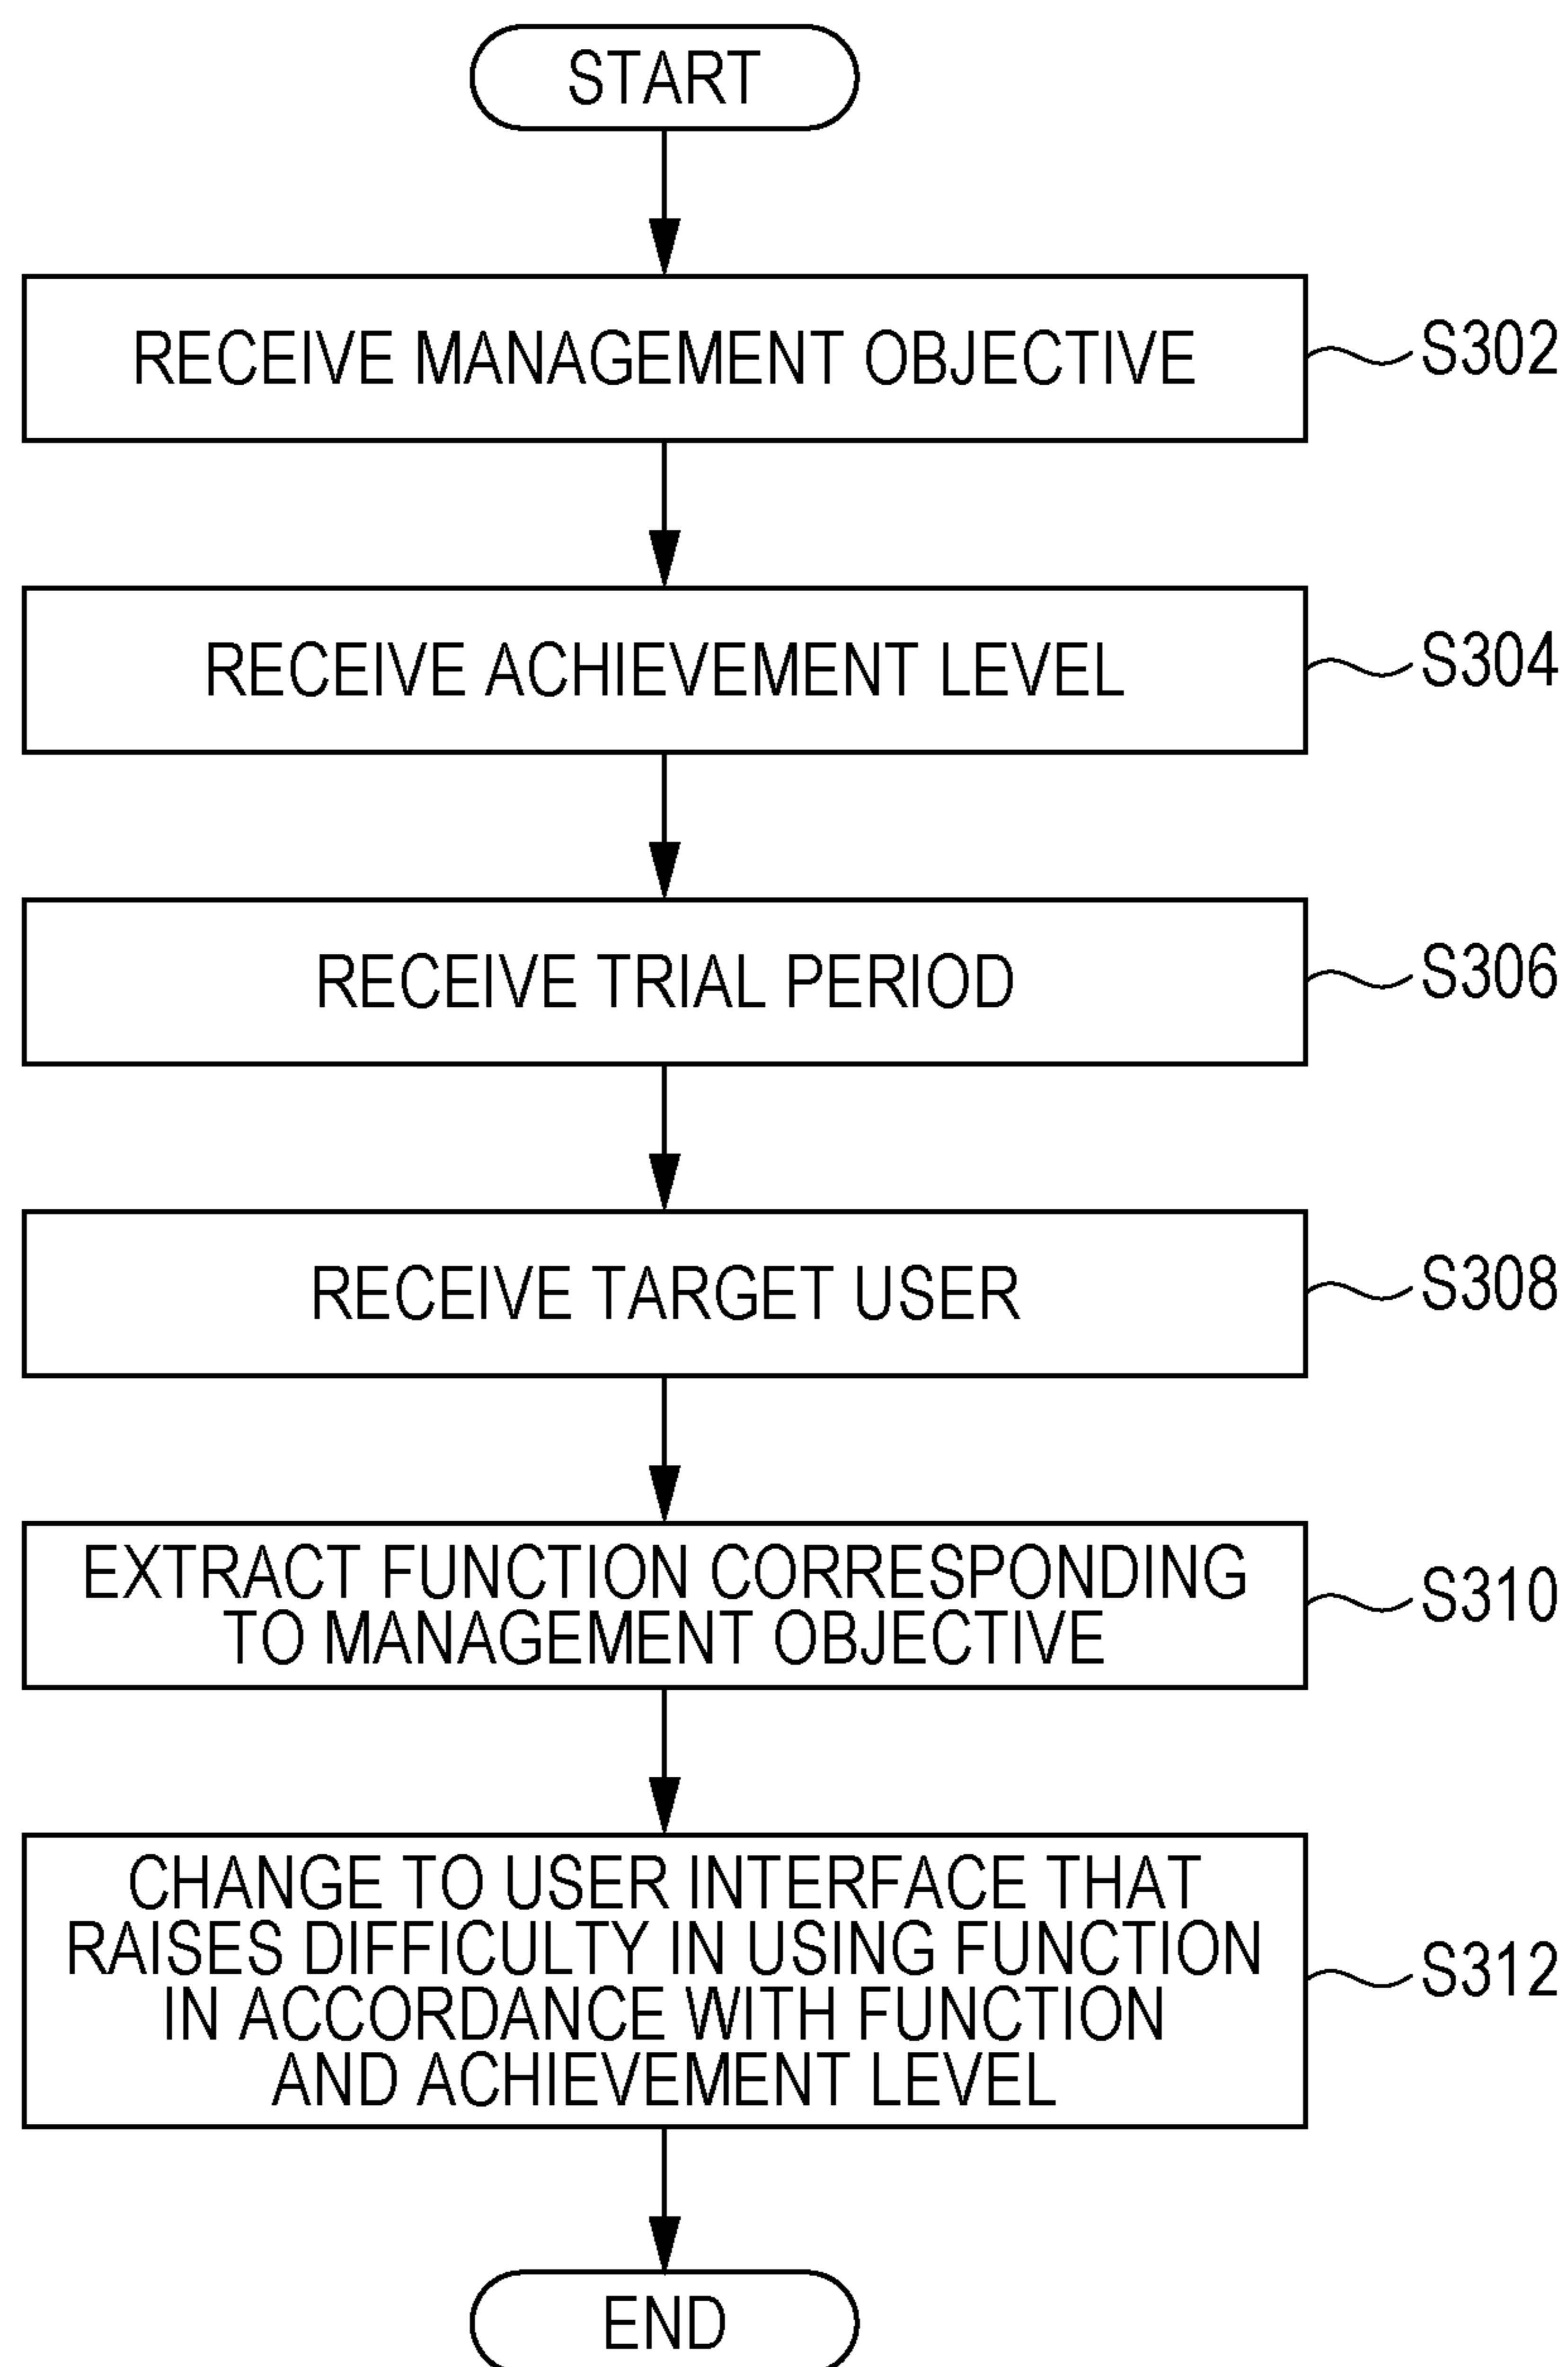 START
RECEIVE MANAGEMENT OBJECTIVE
S302
RECEIVE ACHIEVEMENT LEVEL
S304
RECEIVE TRIAL PERIOD
S306
RECEIVE TARGET USER
S308
EXTRACT FUNCTION CORRESPONDING
TO MANAGEMENT OBJECTIVE
S310
CHANGE TO USER INTERFACE THAT
RAISES DIFFICULTY IN USING FUNCTION
IN ACCORDANCE WITH FUNCTION
AND ACHIEVEMENT LEVEL
S312
END